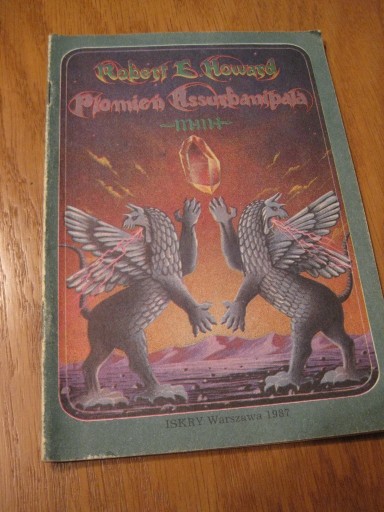 Robert E. Howard
Płomień Assurbanipala
ISKRY Warszawa 1987